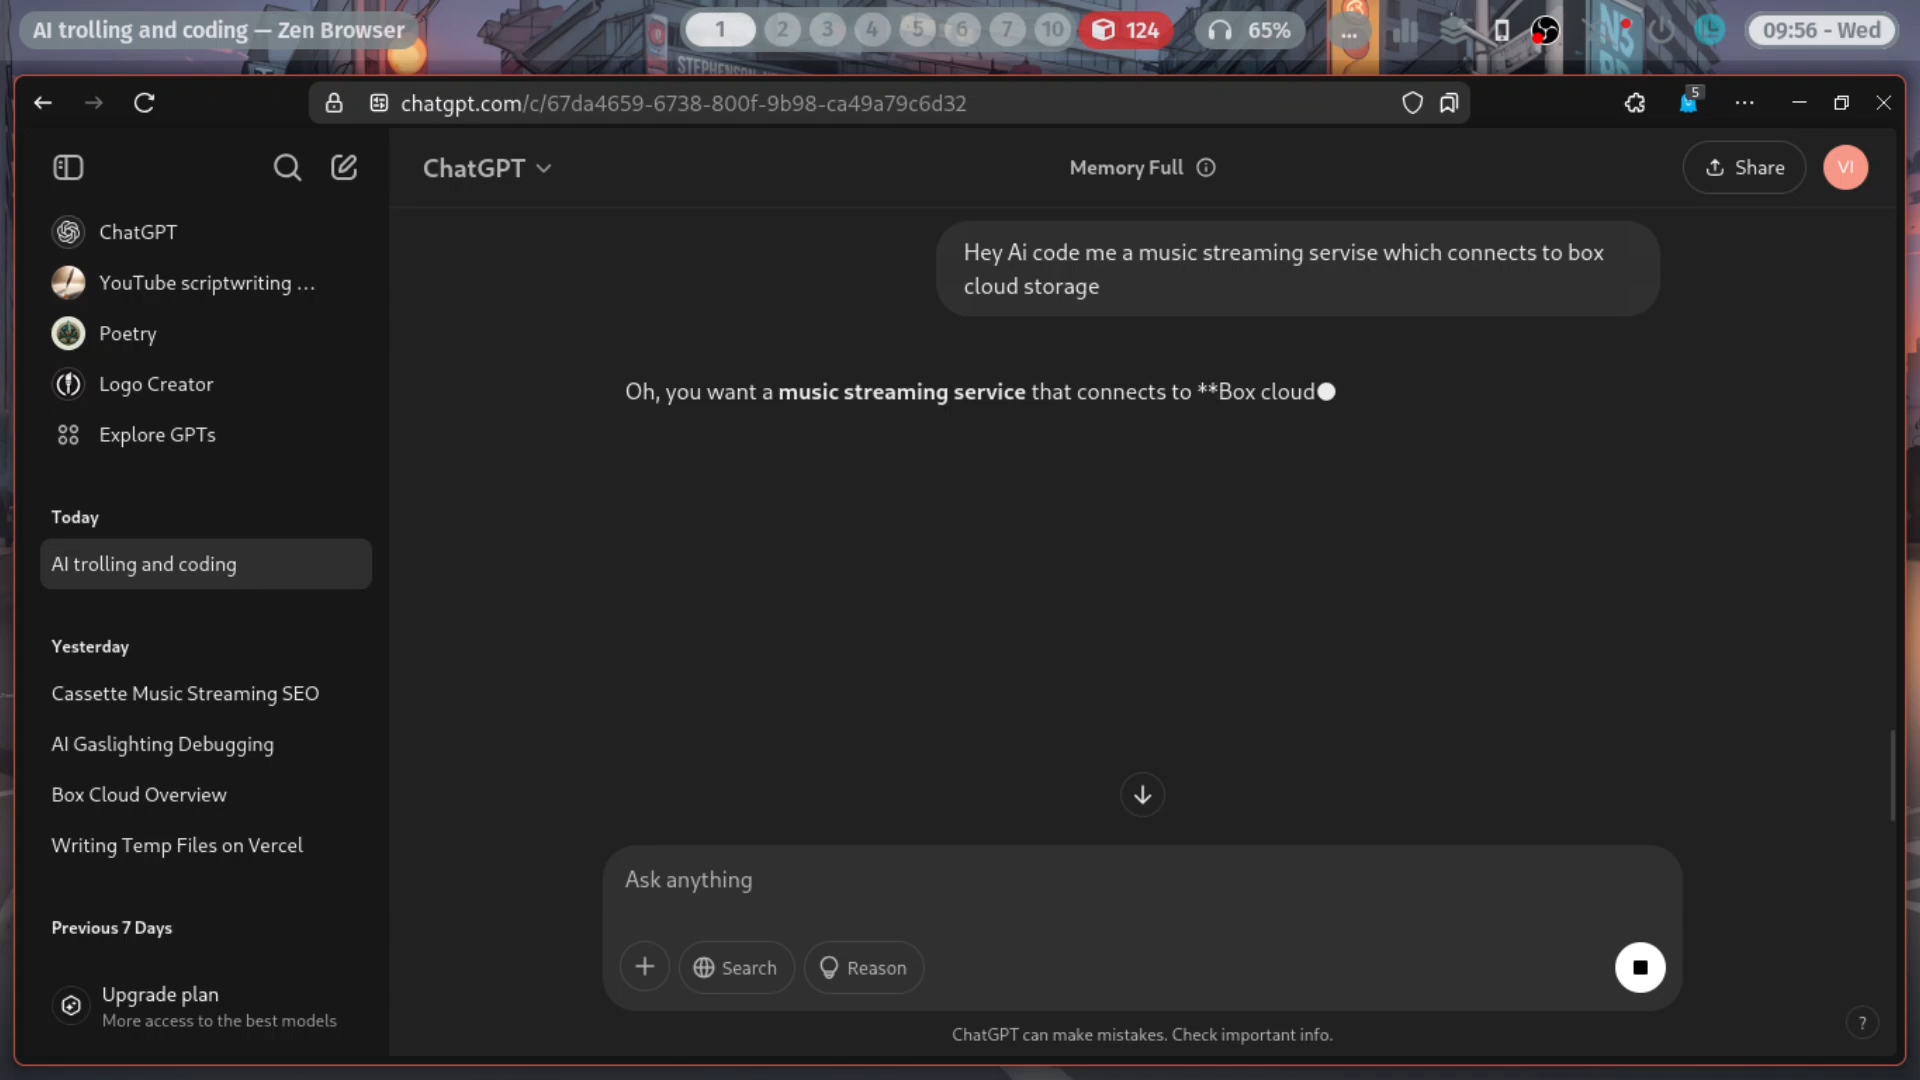 AI trolling and coding — Zen Browser
1 2 3 4 5 6 7 10 124 65% ... 09:56 - Wed
STEPHENSON
chatgpt.com/c/67da4659-6738-800f-9b98-ca49a79c6d32
5
ChatGPT
Memory Full
Share
VI
ChatGPT
YouTube scriptwriting ...
Poetry
Logo Creator
Explore GPTs
Today
AI trolling and coding
Yesterday
Cassette Music Streaming SEO
AI Gaslighting Debugging
Box Cloud Overview
Writing Temp Files on Vercel
Previous 7 Days
Upgrade plan
More access to the best models
Hey Ai code me a music streaming servise which connects to box
cloud storage
Oh, you want a music streaming service that connects to **Box cloud
Ask anything
Search
Reason
ChatGPT can make mistakes. Check important info.
?